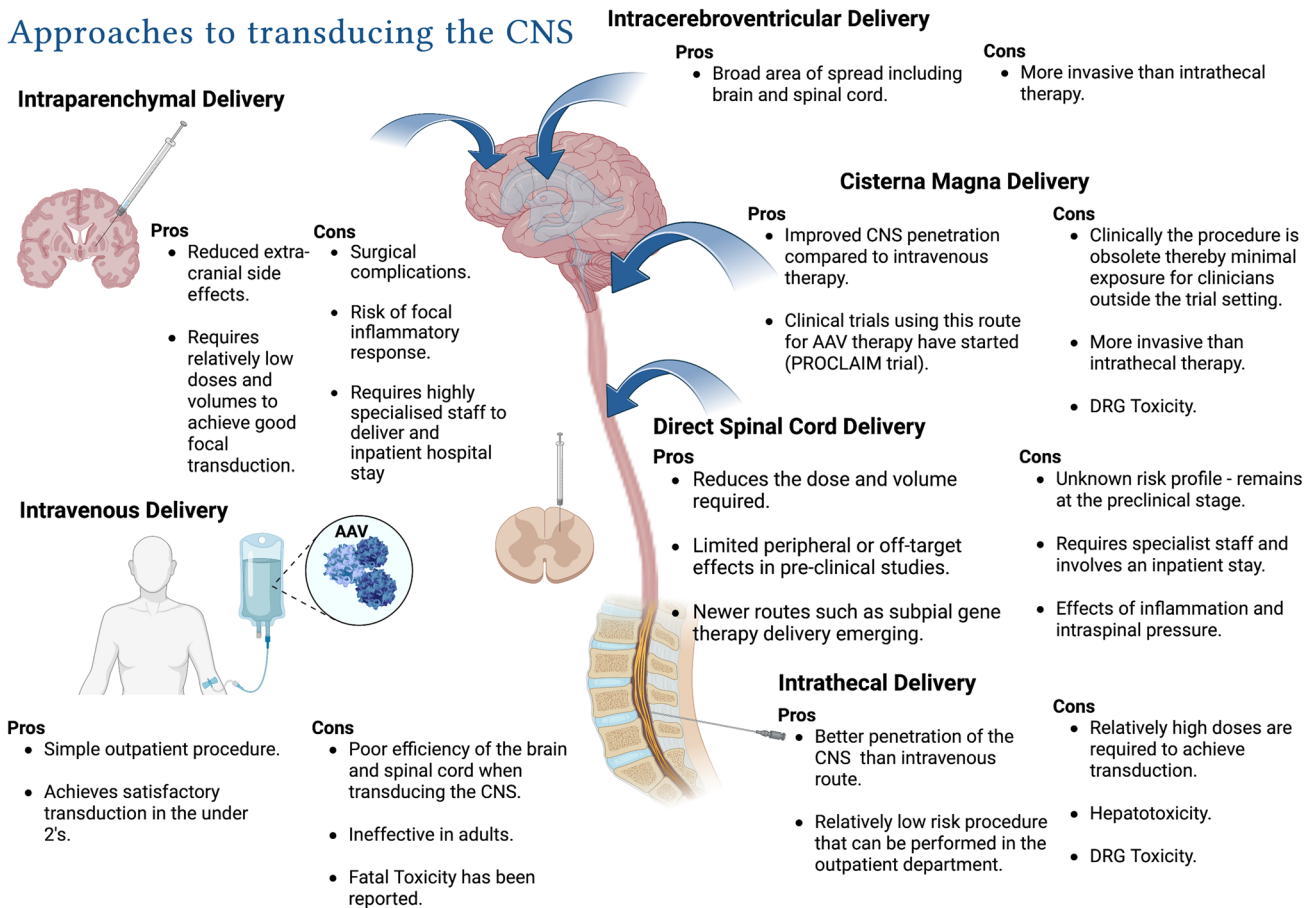 Approaches to transducing the CNS
Intraparenchymal Delivery
Pros
• Reduced extra-
cranial side
effects.
• Requires
relatively low
doses and
volumes to
achieve good
focal
transduction.
Cons
• Surgical
complications.
• Risk of focal
inflammatory
response.
• Requires highly
specialised staff to
deliver and
inpatient hospital
stay
Intravenous Delivery
AAV
Pros
• Simple outpatient procedure.
• Achieves satisfactory
transduction in the under
2's.
Cons
• Poor efficiency of the brain
and spinal cord when
transducing the CNS.
• Ineffective in adults.
• Fatal Toxicity has been
reported.
Intracerebroventricular Delivery
Pros
• Broad area of spread including
brain and spinal cord.
Cons
• More invasive than intrathecal
therapy.
Cisterna Magna Delivery
Pros
• Improved CNS penetration
compared to intravenous
therapy.
• Clinical trials using this route
for AAV therapy have started
(PROCLAIM trial).
Cons
• Clinically the procedure is
obsolete thereby minimal
exposure for clinicians
outside the trial setting.
• More invasive than
intrathecal therapy.
• DRG Toxicity.
Direct Spinal Cord Delivery
Pros
• Reduces the dose and volume
required.
• Limited peripheral or off-target
effects in pre-clinical studies.
• Newer routes such as subpial gene
therapy delivery emerging.
Cons
• Unknown risk profile - remains
at the preclinical stage.
• Requires specialist staff and
involves an inpatient stay.
• Effects of inflammation and
intraspinal pressure.
Intrathecal Delivery
Pros
• Better penetration of the
CNS than intravenous
route.
• Relatively low risk procedure
that can be performed in the
outpatient department.
Cons
• Relatively high doses are
required to achieve
transduction.
• Hepatotoxicity.
• DRG Toxicity.